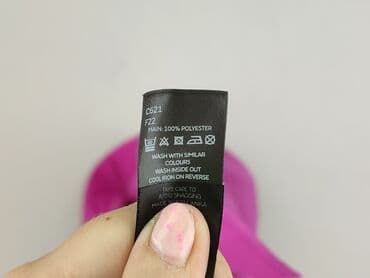 C621
F22
MAIN: 100% POLYESTER
WASH WITH SIMILAR
COLOURS
WASH INSIDE OUT
COOL IRON ON REVERSE
TAKE CARE TO
AVOID SNAGGING
MADE